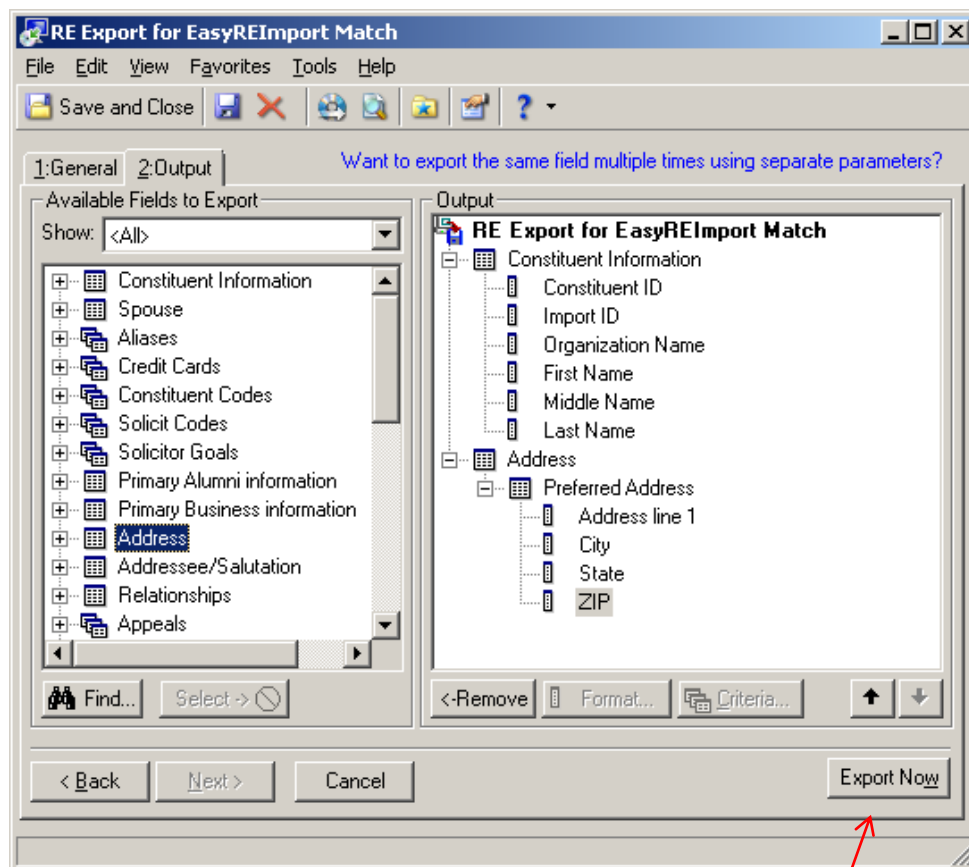 RE Export for EasyREImport Match
File Edit View Favorites Tools Help
Save and Close ?
1:General 2:Output Want to export the same field multiple times using separate parameters?
Available Fields to Export
Show: <All>
Constituent Information
Spouse
Aliases
Credit Cards
Constituent Codes
Solicit Codes
Solicitor Goals
Primary Alumni information
Primary Business information
Address
Addressee/Salutation
Relationships
Appeals
Find... Select ->
Output
RE Export for EasyREImport Match
Constituent Information
Constituent ID
Import ID
Organization Name
First Name
Middle Name
Last Name
Address
Preferred Address
Address line 1
City
State
ZIP
<-Remove Format... Criteria...
< Back Next > Cancel Export Now